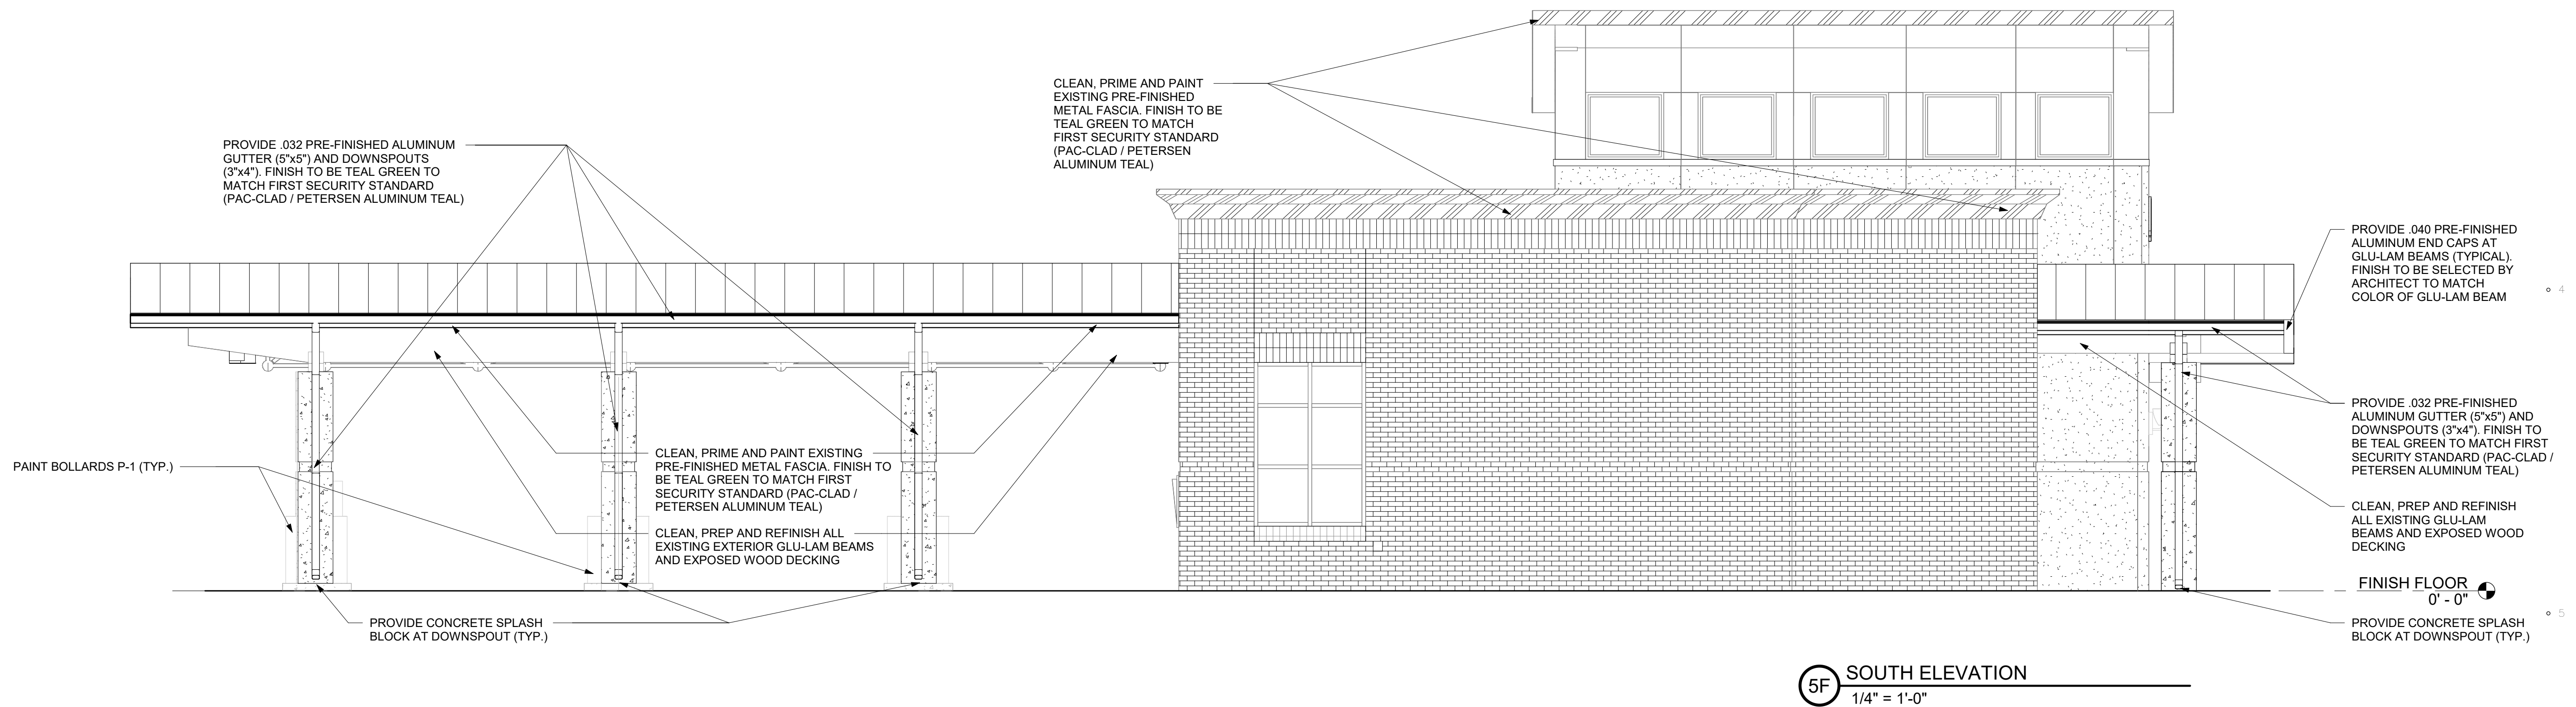 CLEAN, PRIME AND PAINT
EXISTING PRE-FINISHED
METAL FASCIA. FINISH TO BE
TEAL GREEN TO MATCH
FIRST SECURITY STANDARD
(PAC-CLAD / PETERSEN
ALUMINUM TEAL)
PROVIDE .032 PRE-FINISHED ALUMINUM
GUTTER (5"x5") AND DOWNSPOUTS
(3"x4"). FINISH TO BE TEAL GREEN TO
MATCH FIRST SECURITY STANDARD
(PAC-CLAD / PETERSEN ALUMINUM TEAL)
PROVIDE .040 PRE-FINISHED
ALUMINUM END CAPS AT
GLU-LAM BEAMS (TYPICAL).
FINISH TO BE SELECTED BY
ARCHITECT TO MATCH
COLOR OF GLU-LAM BEAM
4
PROVIDE .032 PRE-FINISHED
ALUMINUM GUTTER (5"x5") AND
DOWNSPOUTS (3"x4"). FINISH TO
BE TEAL GREEN TO MATCH FIRST
SECURITY STANDARD (PAC-CLAD /
PETERSEN ALUMINUM TEAL)
PAINT BOLLARDS P-1 (TYP.)
CLEAN, PRIME AND PAINT EXISTING
PRE-FINISHED METAL FASCIA. FINISH TO
BE TEAL GREEN TO MATCH FIRST
SECURITY STANDARD (PAC-CLAD /
PETERSEN ALUMINUM TEAL)
CLEAN, PREP AND REFINISH ALL
EXISTING EXTERIOR GLU-LAM BEAMS
AND EXPOSED WOOD DECKING
CLEAN, PREP AND REFINISH
ALL EXISTING GLU-LAM
BEAMS AND EXPOSED WOOD
DECKING
FINISH FLOOR
0' - 0"
5
PROVIDE CONCRETE SPLASH
BLOCK AT DOWNSPOUT (TYP.)
PROVIDE CONCRETE SPLASH
BLOCK AT DOWNSPOUT (TYP.)
5F
SOUTH ELEVATION
1/4" = 1'-0"